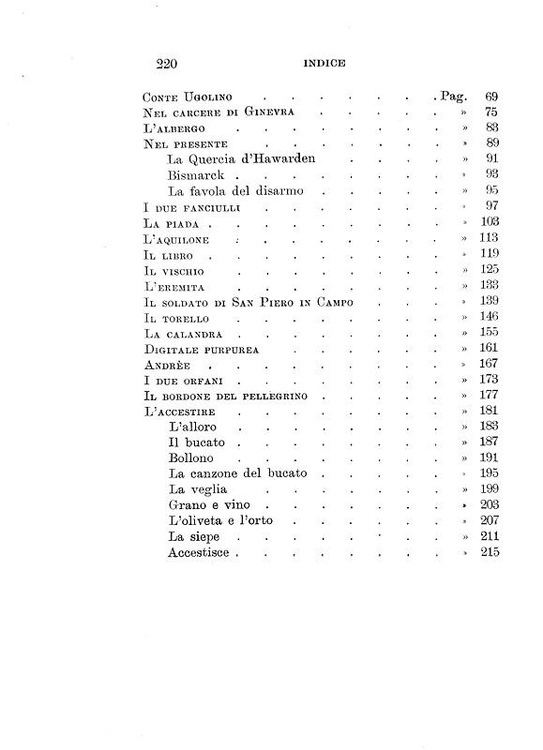 220 INDICE
Conte Ugolino . . . . . . . Pag. 69
Nel carcere di Ginevra . . . . . » 75
L'albergo . . . . . . . . » 83
Nel presente . . . . . . . » 89
La Quercia d'Hawarden . . . . » 91
Bismarck . . . . . . . . » 93
La favola del disarmo . . . . . » 95
I due fanciulli . . . . . . . » 97
La piada . . . . . . . . . » 103
L'aquilone . . . . . . . . » 113
Il libro . . . . . . . . . » 119
Il vischio . . . . . . . . » 125
L'eremita . . . . . . . . » 133
Il soldato di San Piero in Campo . . . » 139
Il torello . . . . . . . . » 146
La calandra . . . . . . . . » 155
Digitale purpurea . . . . . . » 161
Andrèe . . . . . . . . . » 167
I due orfani . . . . . . . . » 173
Il bordone del pellegrino . . . . . » 177
L'accestire . . . . . . . . » 181
L'alloro . . . . . . . . » 183
Il bucato . . . . . . . . » 187
Bollono . . . . . . . . » 191
La canzone del bucato . . . . . » 195
La veglia . . . . . . . » 199
Grano e vino . . . . . . . » 203
L'oliveta e l'orto . . . . . . » 207
La siepe . . . . . . . . » 211
Accestisce . . . . . . . . » 215